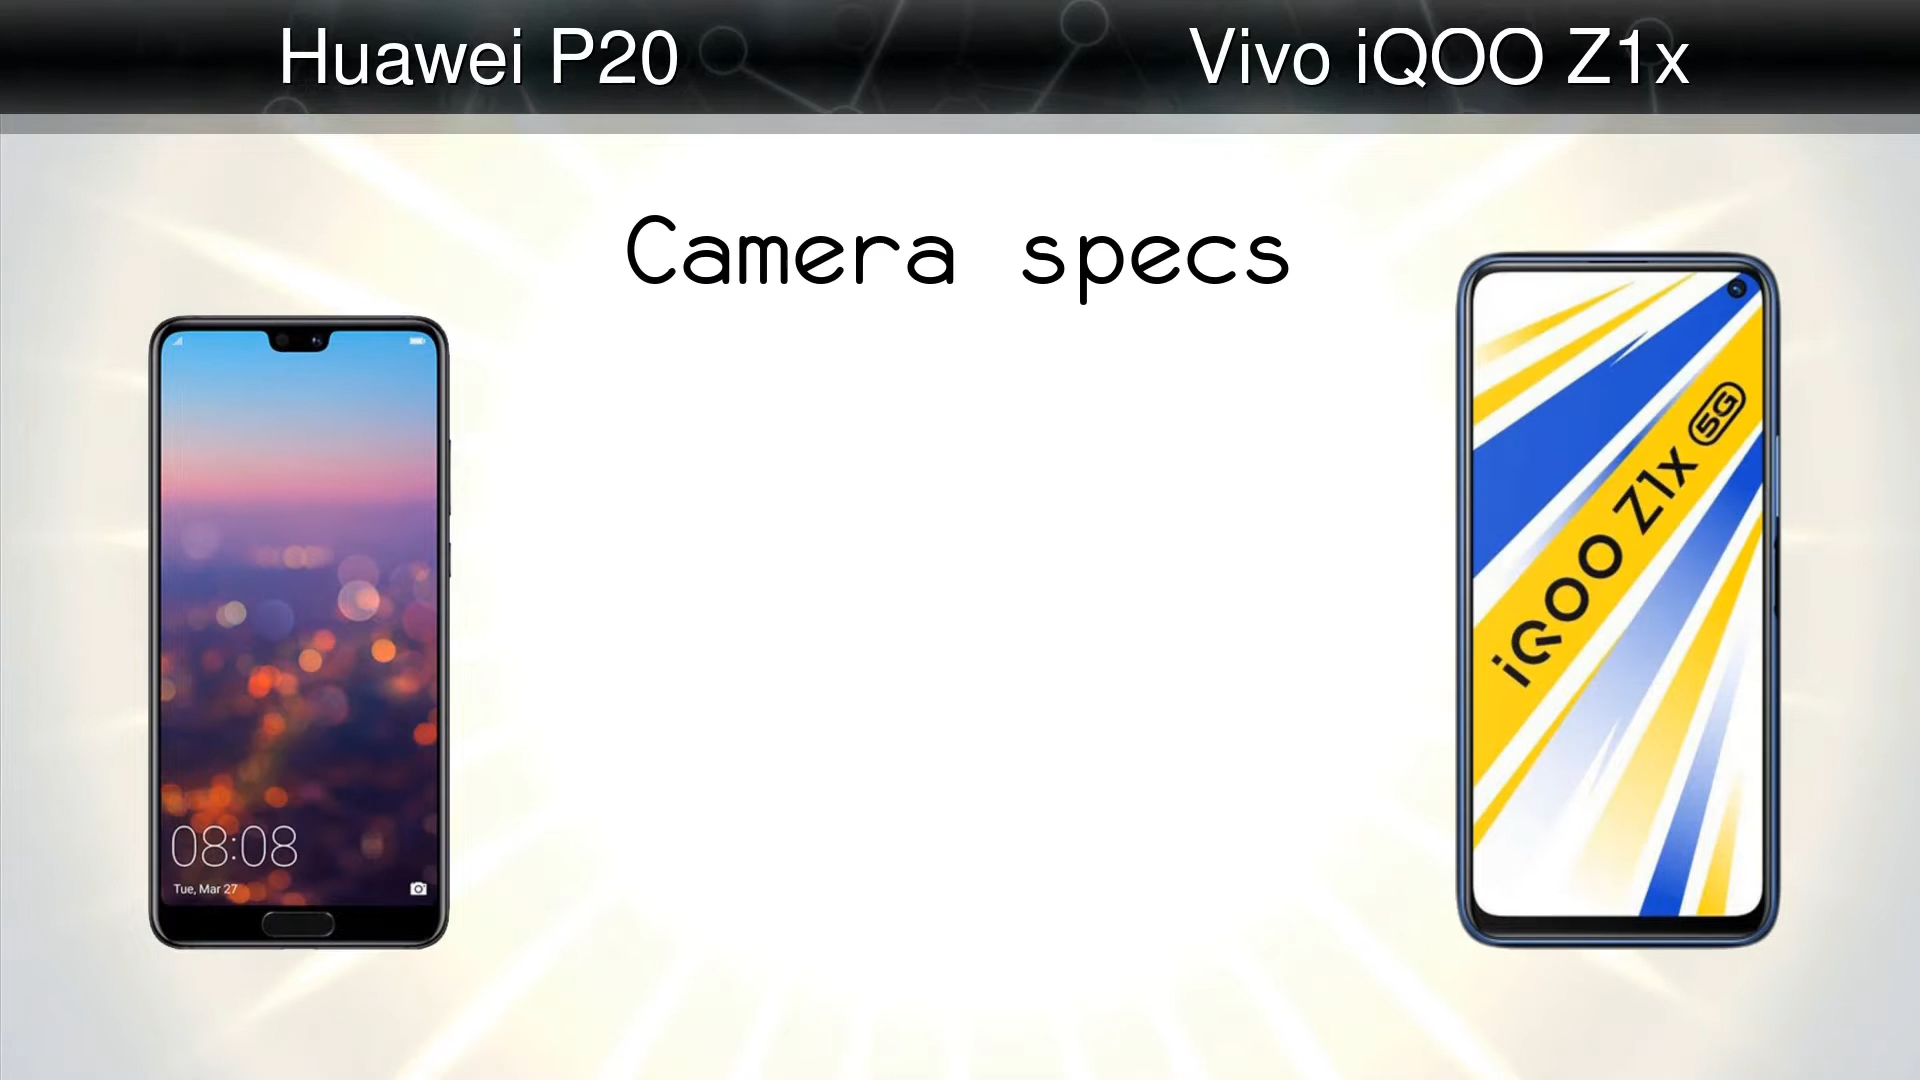 Huawei P20
Vivo iQOO Z1x
Camera specs
08:08
Tue, Mar 27
iQOO Z1x 5G